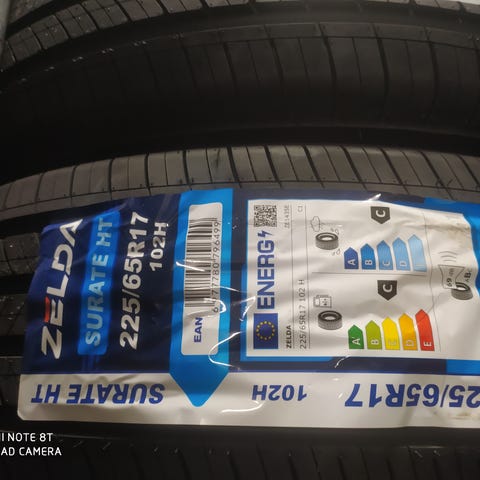 ZELDA
SURATE HT
225/65R17
102H
EAN
ENERG
ZELDA
225/65R17 102 H
C1
C
A
B
C
D
E
C
A
B
C
D
E
SURATE HT
102H
25/65R17
I NOTE 8T
AD CAMERA